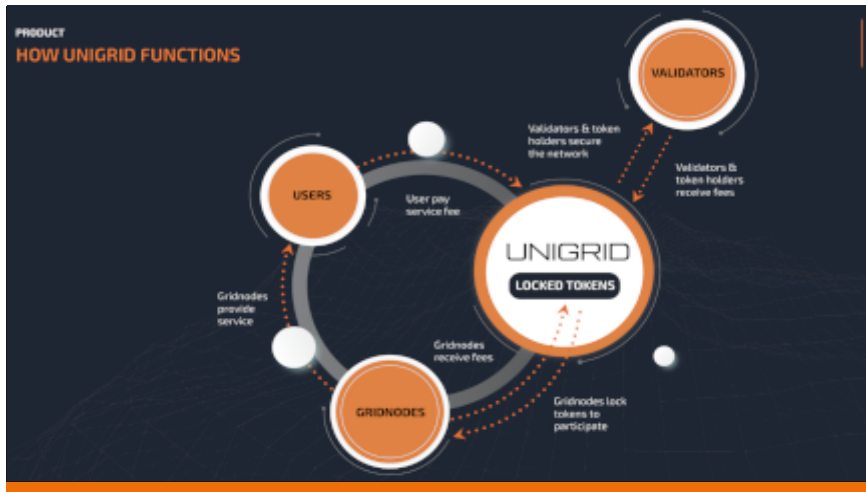 PRODUCT
HOW UNIGRID FUNCTIONS
VALIDATORS
Validators & token
holders secure
the network
Validators &
token holders
receive fees
USERS
User pay
service fee
UNIGRID
LOCKED TOKENS
Gridnodes
provide
service
Gridnodes
receive fees
GRIDNODES
Gridnodes lock
tokens to
participate